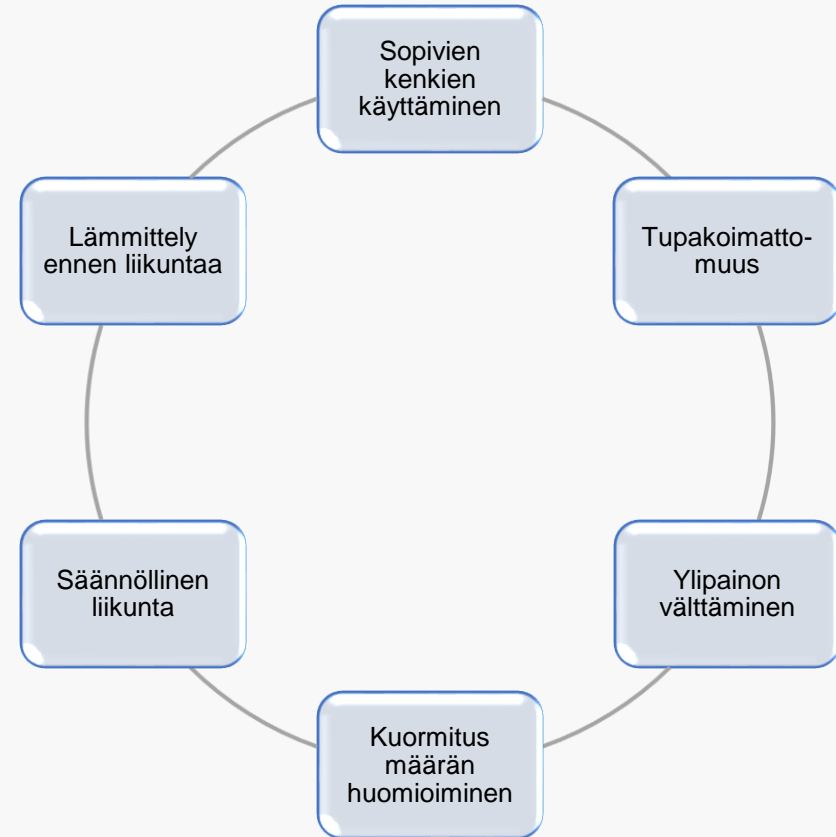 Sopivien
kenkien
käyttäminen
Tupakoimatto-
muus
Ylipainon
välttäminen
Kuormitus
määrän
huomioiminen
Säännöllinen
liikunta
Lämmittely
ennen liikuntaa